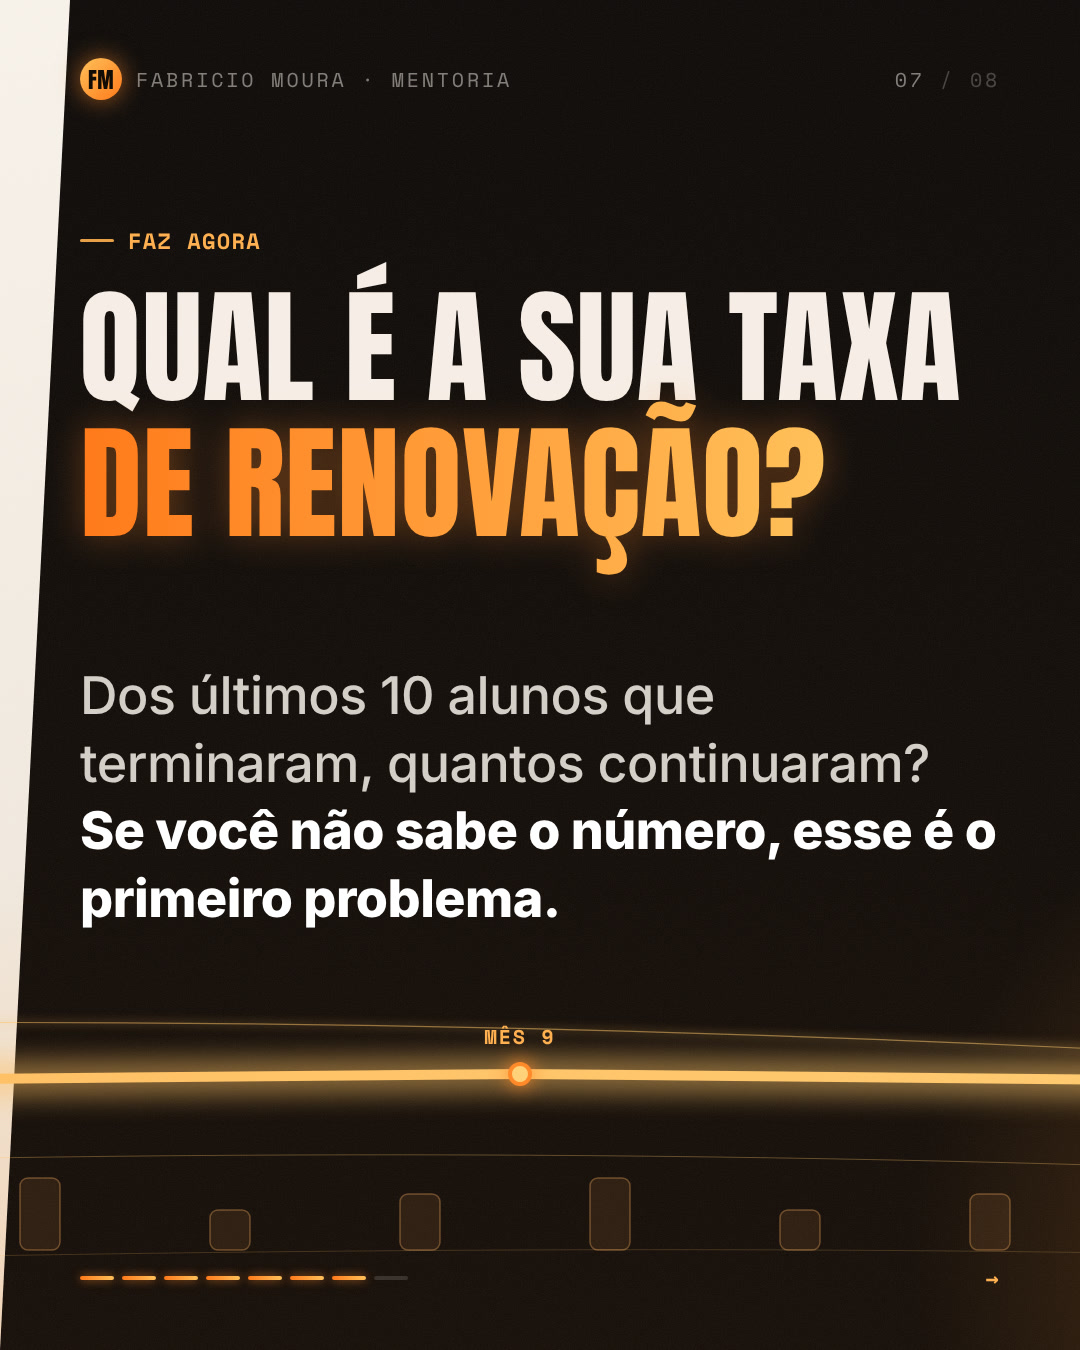 FM FABRICIO MOURA · MENTORIA
07 / 08
FAZ AGORA
QUAL É A SUA TAXA
DE RENOVAÇÃO?
Dos últimos 10 alunos que
terminaram, quantos continuaram?
Se você não sabe o número, esse é o
primeiro problema.
MÊS 9
→